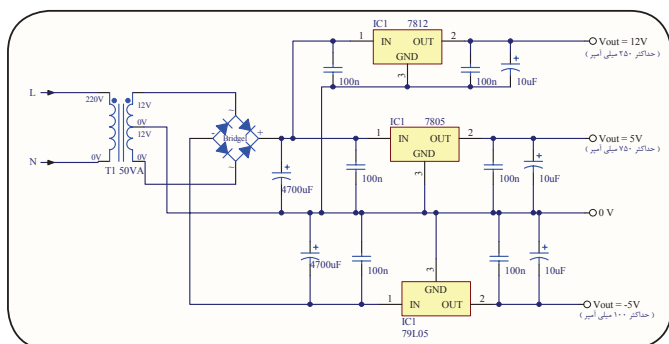 IC1 7812
1 IN OUT 2
GND
3
100n
100n
10uF
Vout = 12V
( حداکثر ۲۵۰ میلی آمپر )
L
220V
12V
0V
12V
N
0V
0V
T1 50VA
Bridge1
IC1 7805
1 IN OUT 2
GND
3
4700uF
100n
100n
10uF
Vout = 5V
( حداکثر ۷۵۰ میلی آمپر )
0 V
4700uF
100n
3
GND
1 IN OUT 2
IC1
79L05
100n
10uF
Vout = -5V
( حداکثر ۱۰۰ میلی آمپر )